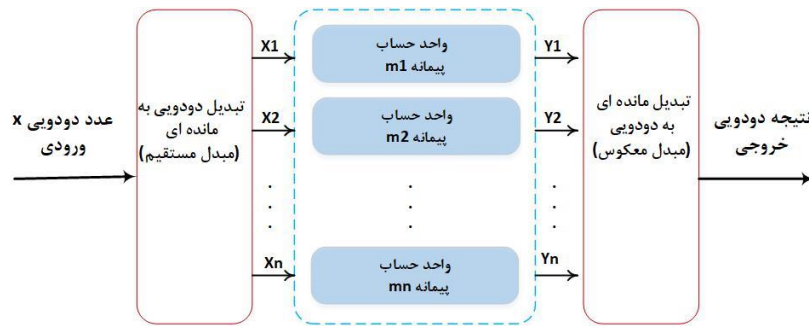 عدد دودویی x
ورودی
تبدیل دودویی به
مانده ای
(مبدل مستقیم)
X1
X2
.
.
.
Xn
واحد حساب
پیمانه m1
واحد حساب
پیمانه m2
.
.
.
واحد حساب
پیمانه mn
Y1
Y2
.
.
.
Yn
تبدیل مانده ای
به دودویی
(مبدل معکوس)
نتیجه دودویی
خروجی